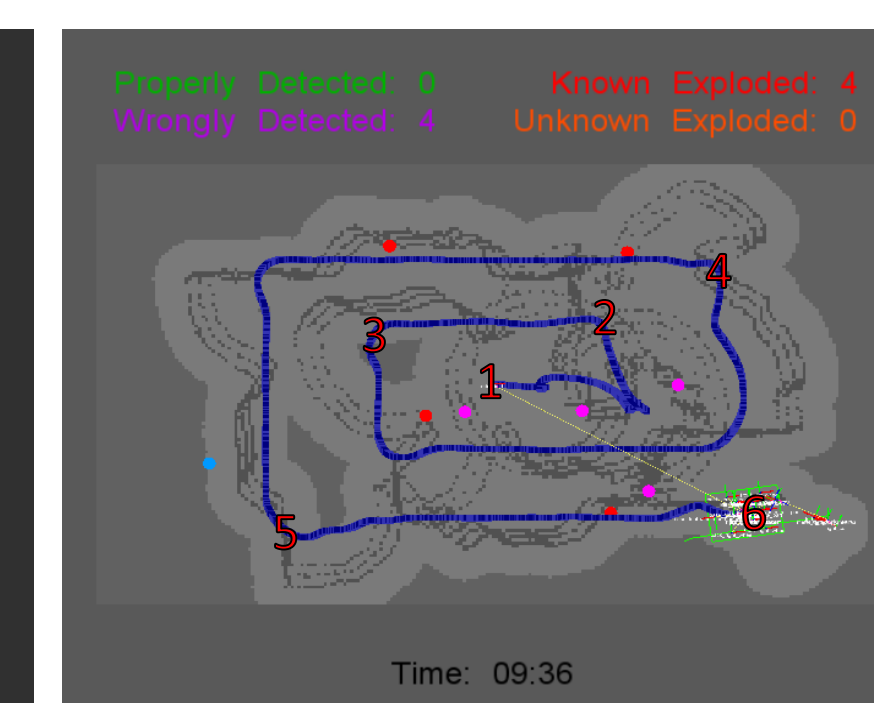 Properly Detected: 0
Known Exploded: 4
Wrongly Detected: 4
Unknown Exploded: 0
4
2
3
1
6
5
Time: 09:36